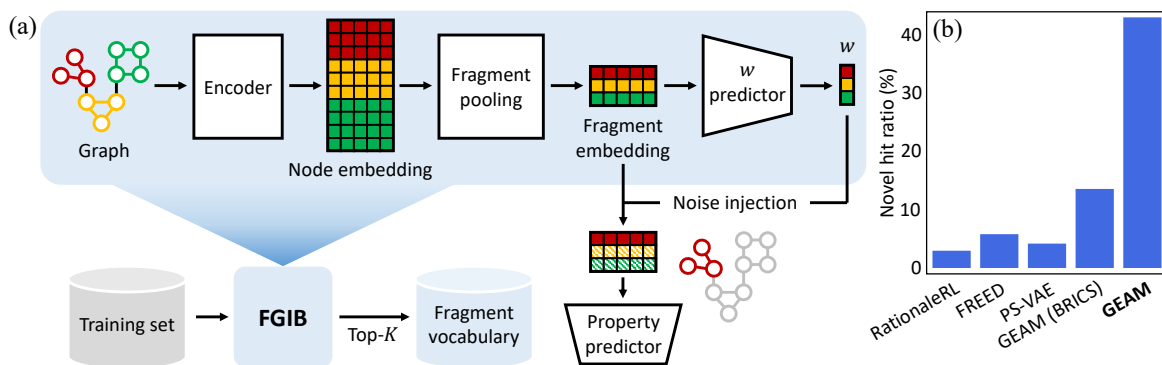 (a)
Graph
Encoder
Node embedding
Fragment
pooling
Fragment
embedding
w
predictor
w
Noise injection
Training set
FGIB
Top-K
Fragment
vocabulary
Property
predictor
(b)
Novel hit ratio (%)
40
30
20
10
0
RationaleRL
FREED
PS-VAE
GEAM (BRICS)
GEAM